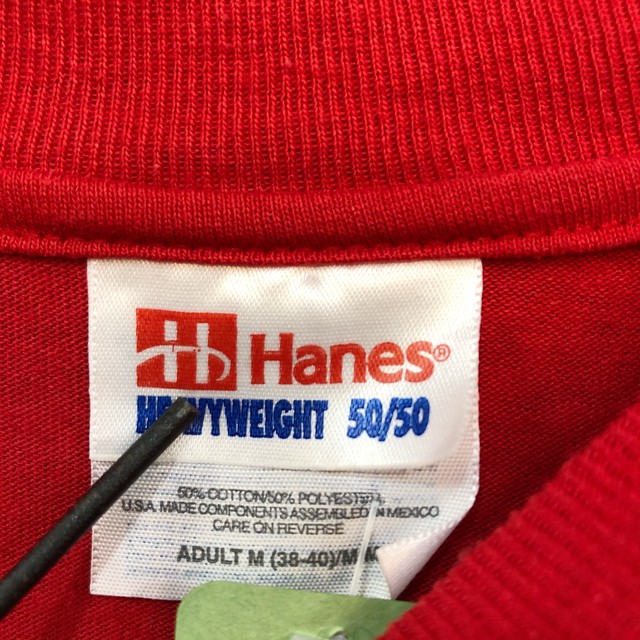 Hanes®
HEAVYWEIGHT 50/50
50% COTTON/50% POLYESTER
U.S.A. MADE COMPONENTS ASSEMBLED IN MEXICO
CARE ON REVERSE
ADULT M (38-40)/M